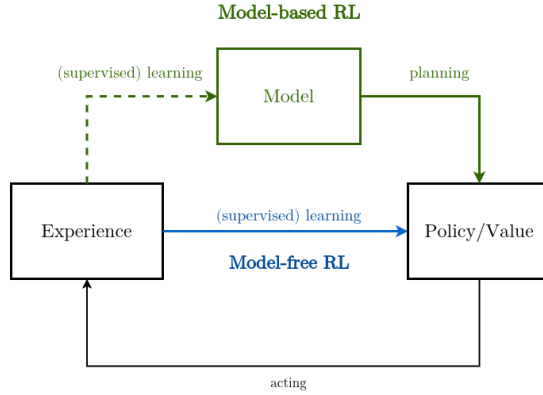 Model-based RL
(supervised) learning
Model
planning
Experience
(supervised) learning
Policy/Value
Model-free RL
acting